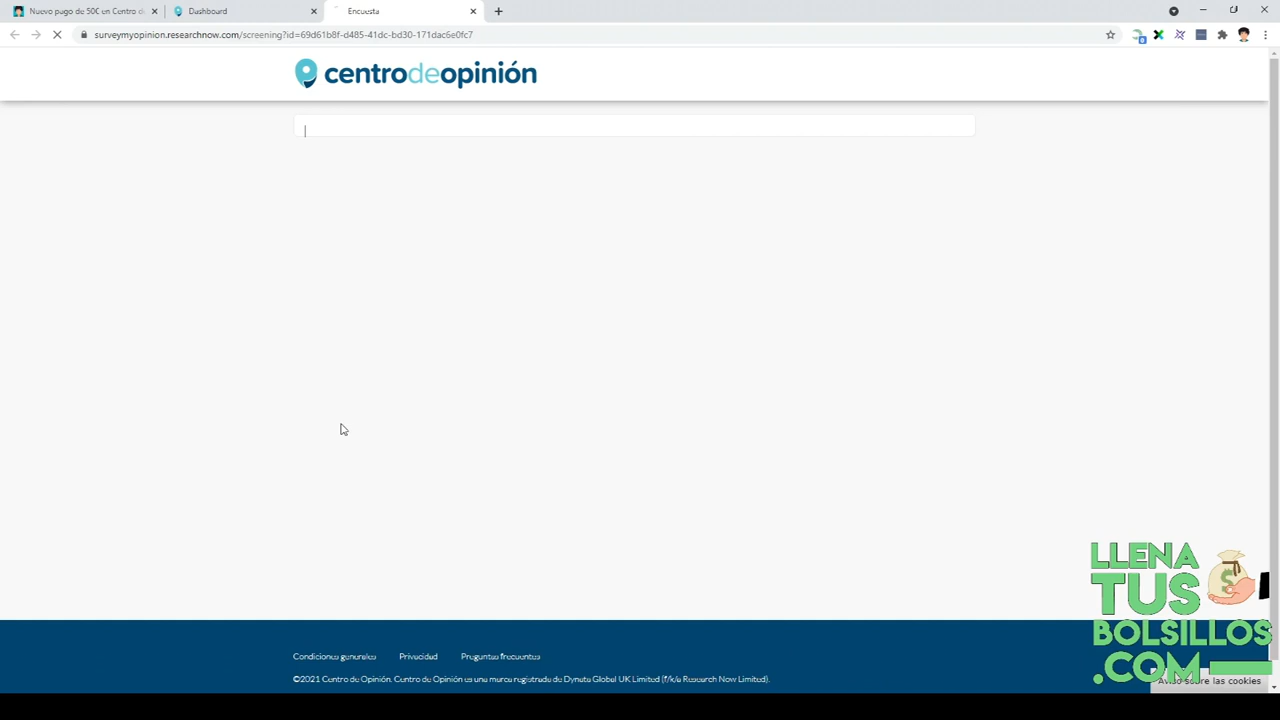 Nuevo pago de 50€ en Centro de
Dashboard
Encuesta
surveymyopinion.researchnow.com/screening?id=69d61b8f-d485-41dc-bd30-171dac6e0fc7
centrodeopinión
LLENA
TUS
BOLSILLOS
.COM
Condiciones generales
Privacidad
Preguntas frecuentes
©2021 Centro de Opinión. Centro de Opinión es una marca registrada de Dynata Global UK Limited (f/k/a Research Now Limited).
Aviso sobre las cookies